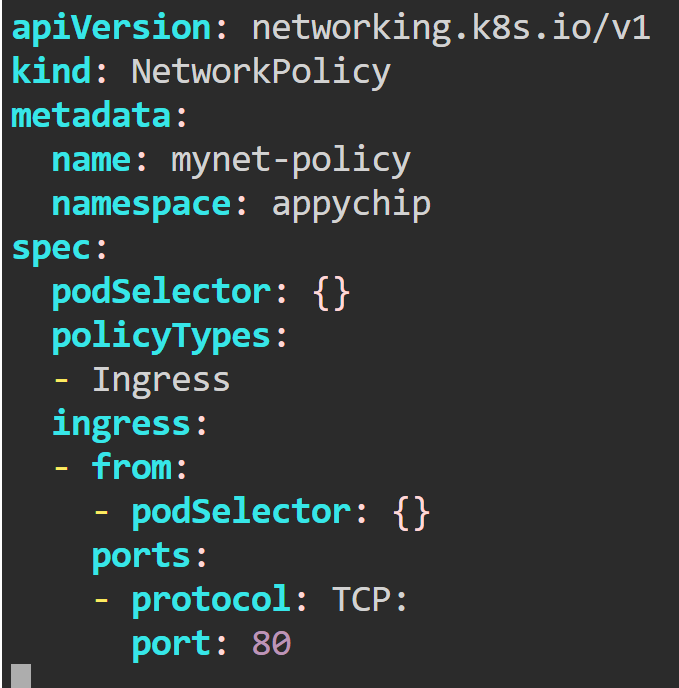 apiVersion: networking.k8s.io/v1
kind: NetworkPolicy
metadata:
  name: mynet-policy
  namespace: appychip
spec:
  podSelector: {}
  policyTypes:
  - Ingress
  ingress:
  - from:
    - podSelector: {}
    ports:
    - protocol: TCP:
      port: 80